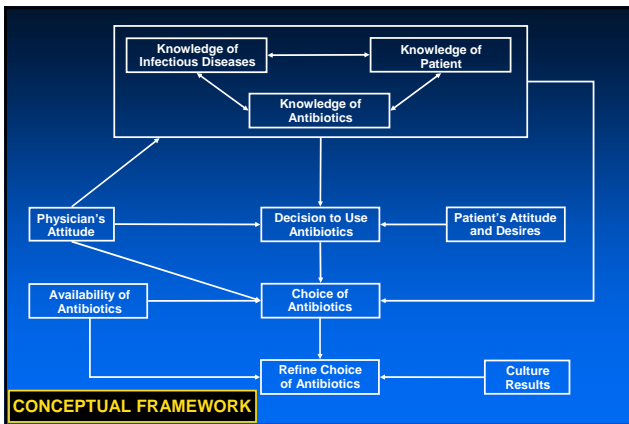 Knowledge of
Infectious Diseases
Knowledge of
Patient
Knowledge of
Antibiotics
Physician's
Attitude
Decision to Use
Antibiotics
Patient's Attitude
and Desires
Availability of
Antibiotics
Choice of
Antibiotics
Refine Choice
of Antibiotics
Culture
Results
CONCEPTUAL FRAMEWORK